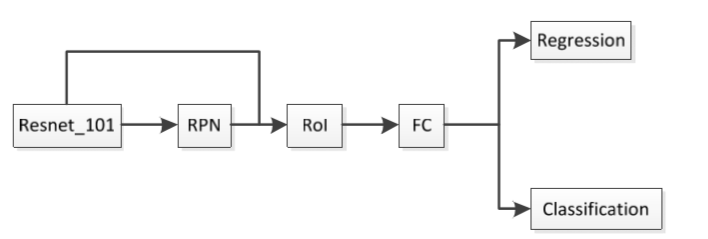 Regression
Resnet_101
RPN
RoI
FC
Classification